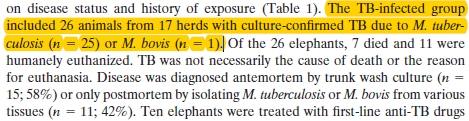 on disease status and history of exposure (Table 1). The TB-infected group
included 26 animals from 17 herds with culture-confirmed TB due to M. tuber-
culosis (n = 25) or M. bovis (n = 1). Of the 26 elephants, 7 died and 11 were
humanely euthanized. TB was not necessarily the cause of death or the reason
for euthanasia. Disease was diagnosed antemortem by trunk wash culture (n =
15; 58%) or only postmortem by isolating M. tuberculosis or M. bovis from various
tissues (n = 11; 42%). Ten elephants were treated with first-line anti-TB drugs